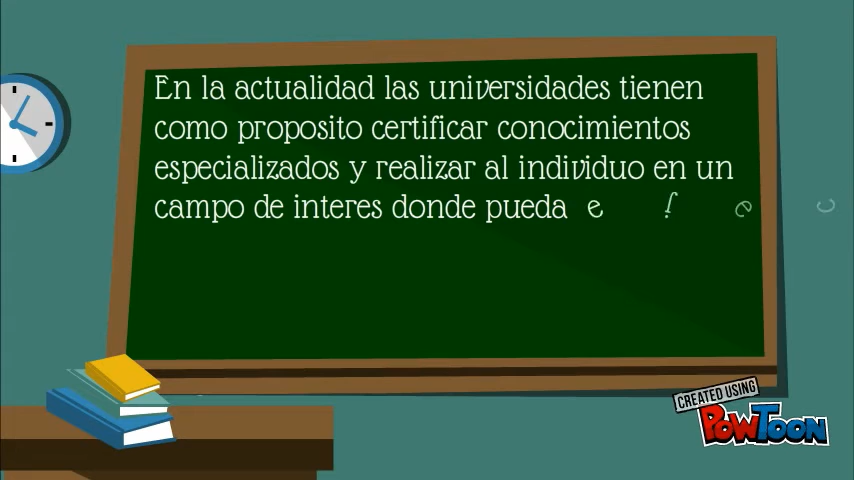 En la actualidad las universidades tienen
como proposito certificar conocimientos
especializados y realizar al individuo en un
campo de interes donde pueda e j e c
CREATED USING
POWTOON